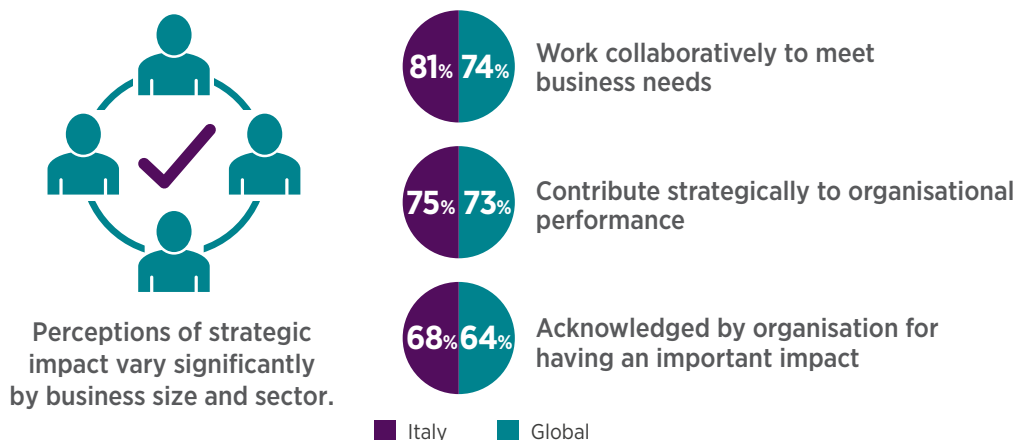 81% 74%
Work collaboratively to meet
business needs
75% 73%
Contribute strategically to organisational
performance
68% 64%
Acknowledged by organisation for
having an important impact
Perceptions of strategic
impact vary significantly
by business size and sector.
Italy Global